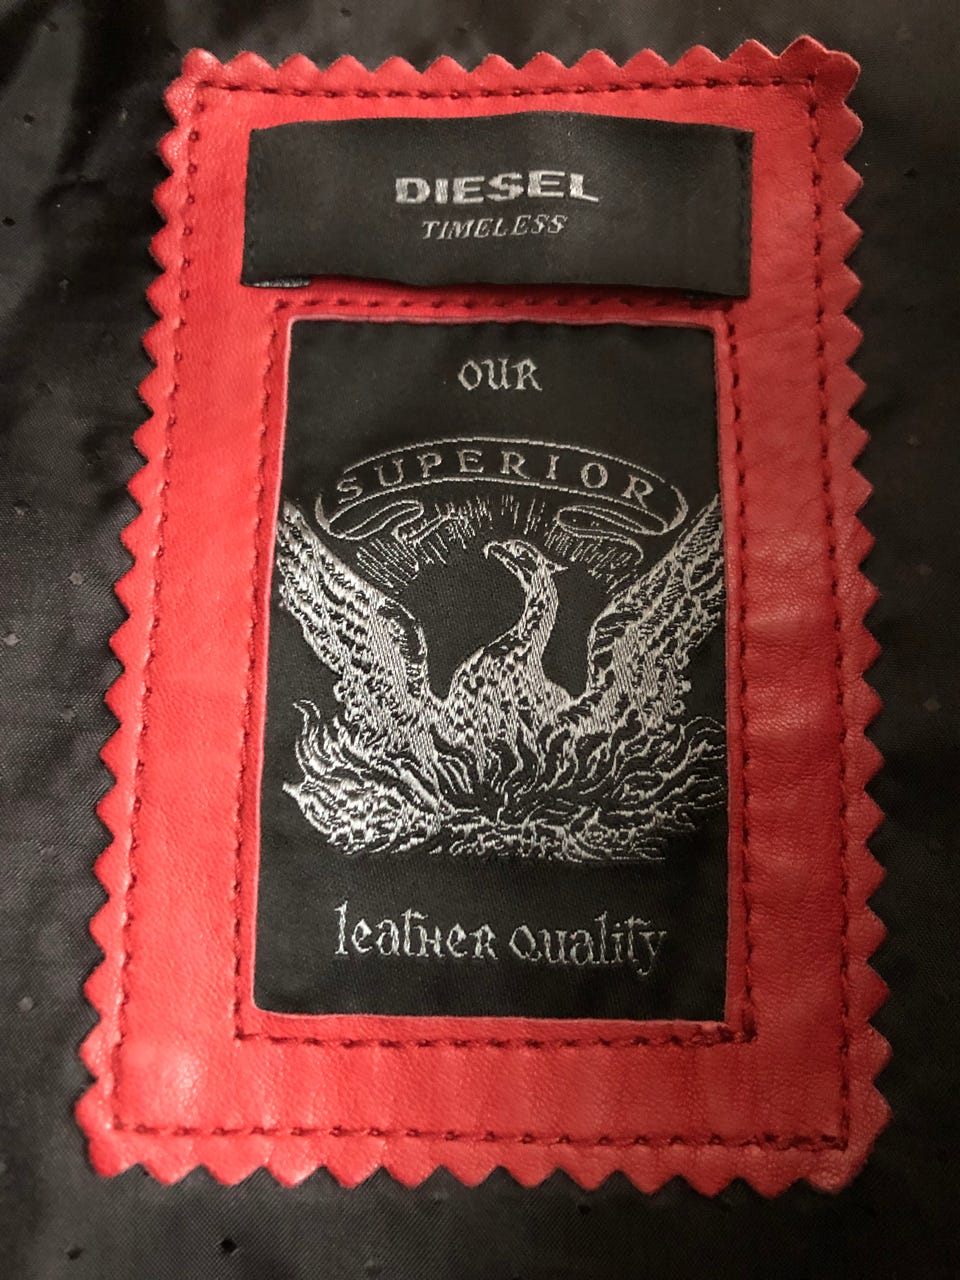 DIESEL
TIMELESS
OUR
SUPERIOR
leather quality